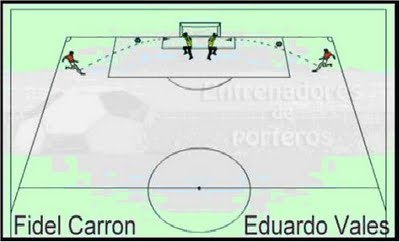 Entrenadores
de
Porteros
Fidel Carron
Eduardo Vales